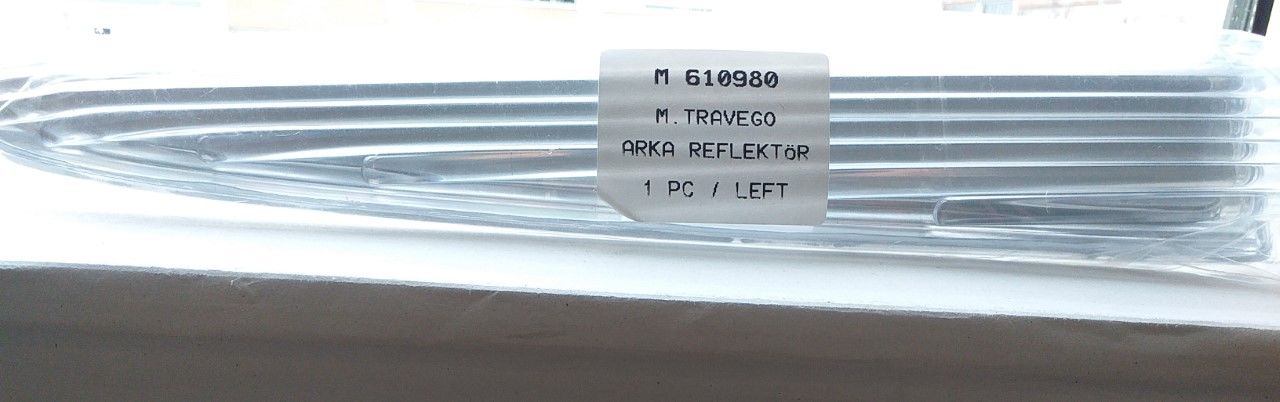 M 610980
M.TRAVEGO
ARKA REFLEKTöR
1 PC / LEFT